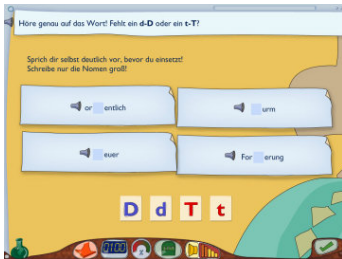 Höre genau auf das Wort! Fehlt ein d-D oder ein t-T?
Sprich dir selbst deutlich vor, bevor du einsetzt!
Schreibe nur die Nomen groß!
or entlich
urm
euer
For erung
D d T t